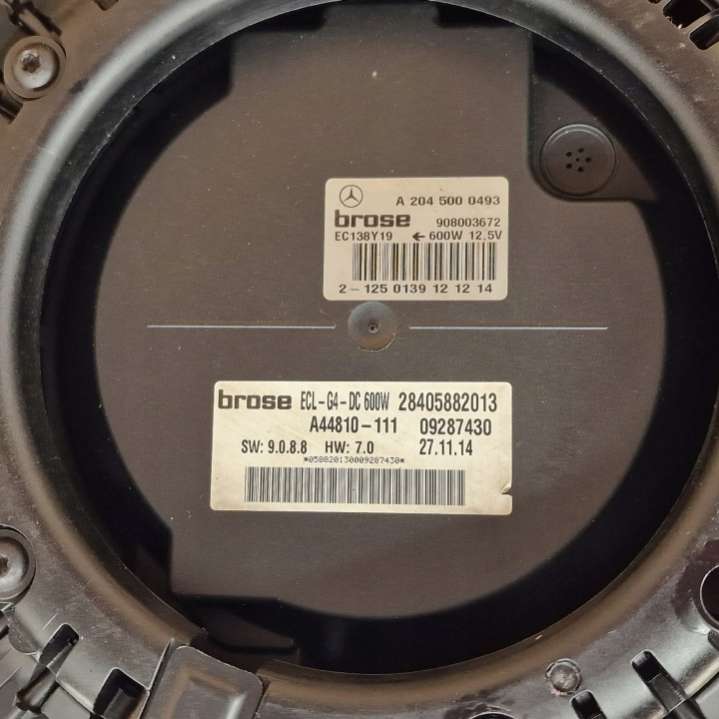 A 204 500 0493
brose 908003672
EC138Y19 ← 600W 12.5V
2-125 0139 12 12 14
brose ECL-G4-DC 600W 28405882013
A44810-111 09287430
SW: 9.0.8.8 HW: 7.0 27.11.14
*058820130009287430*